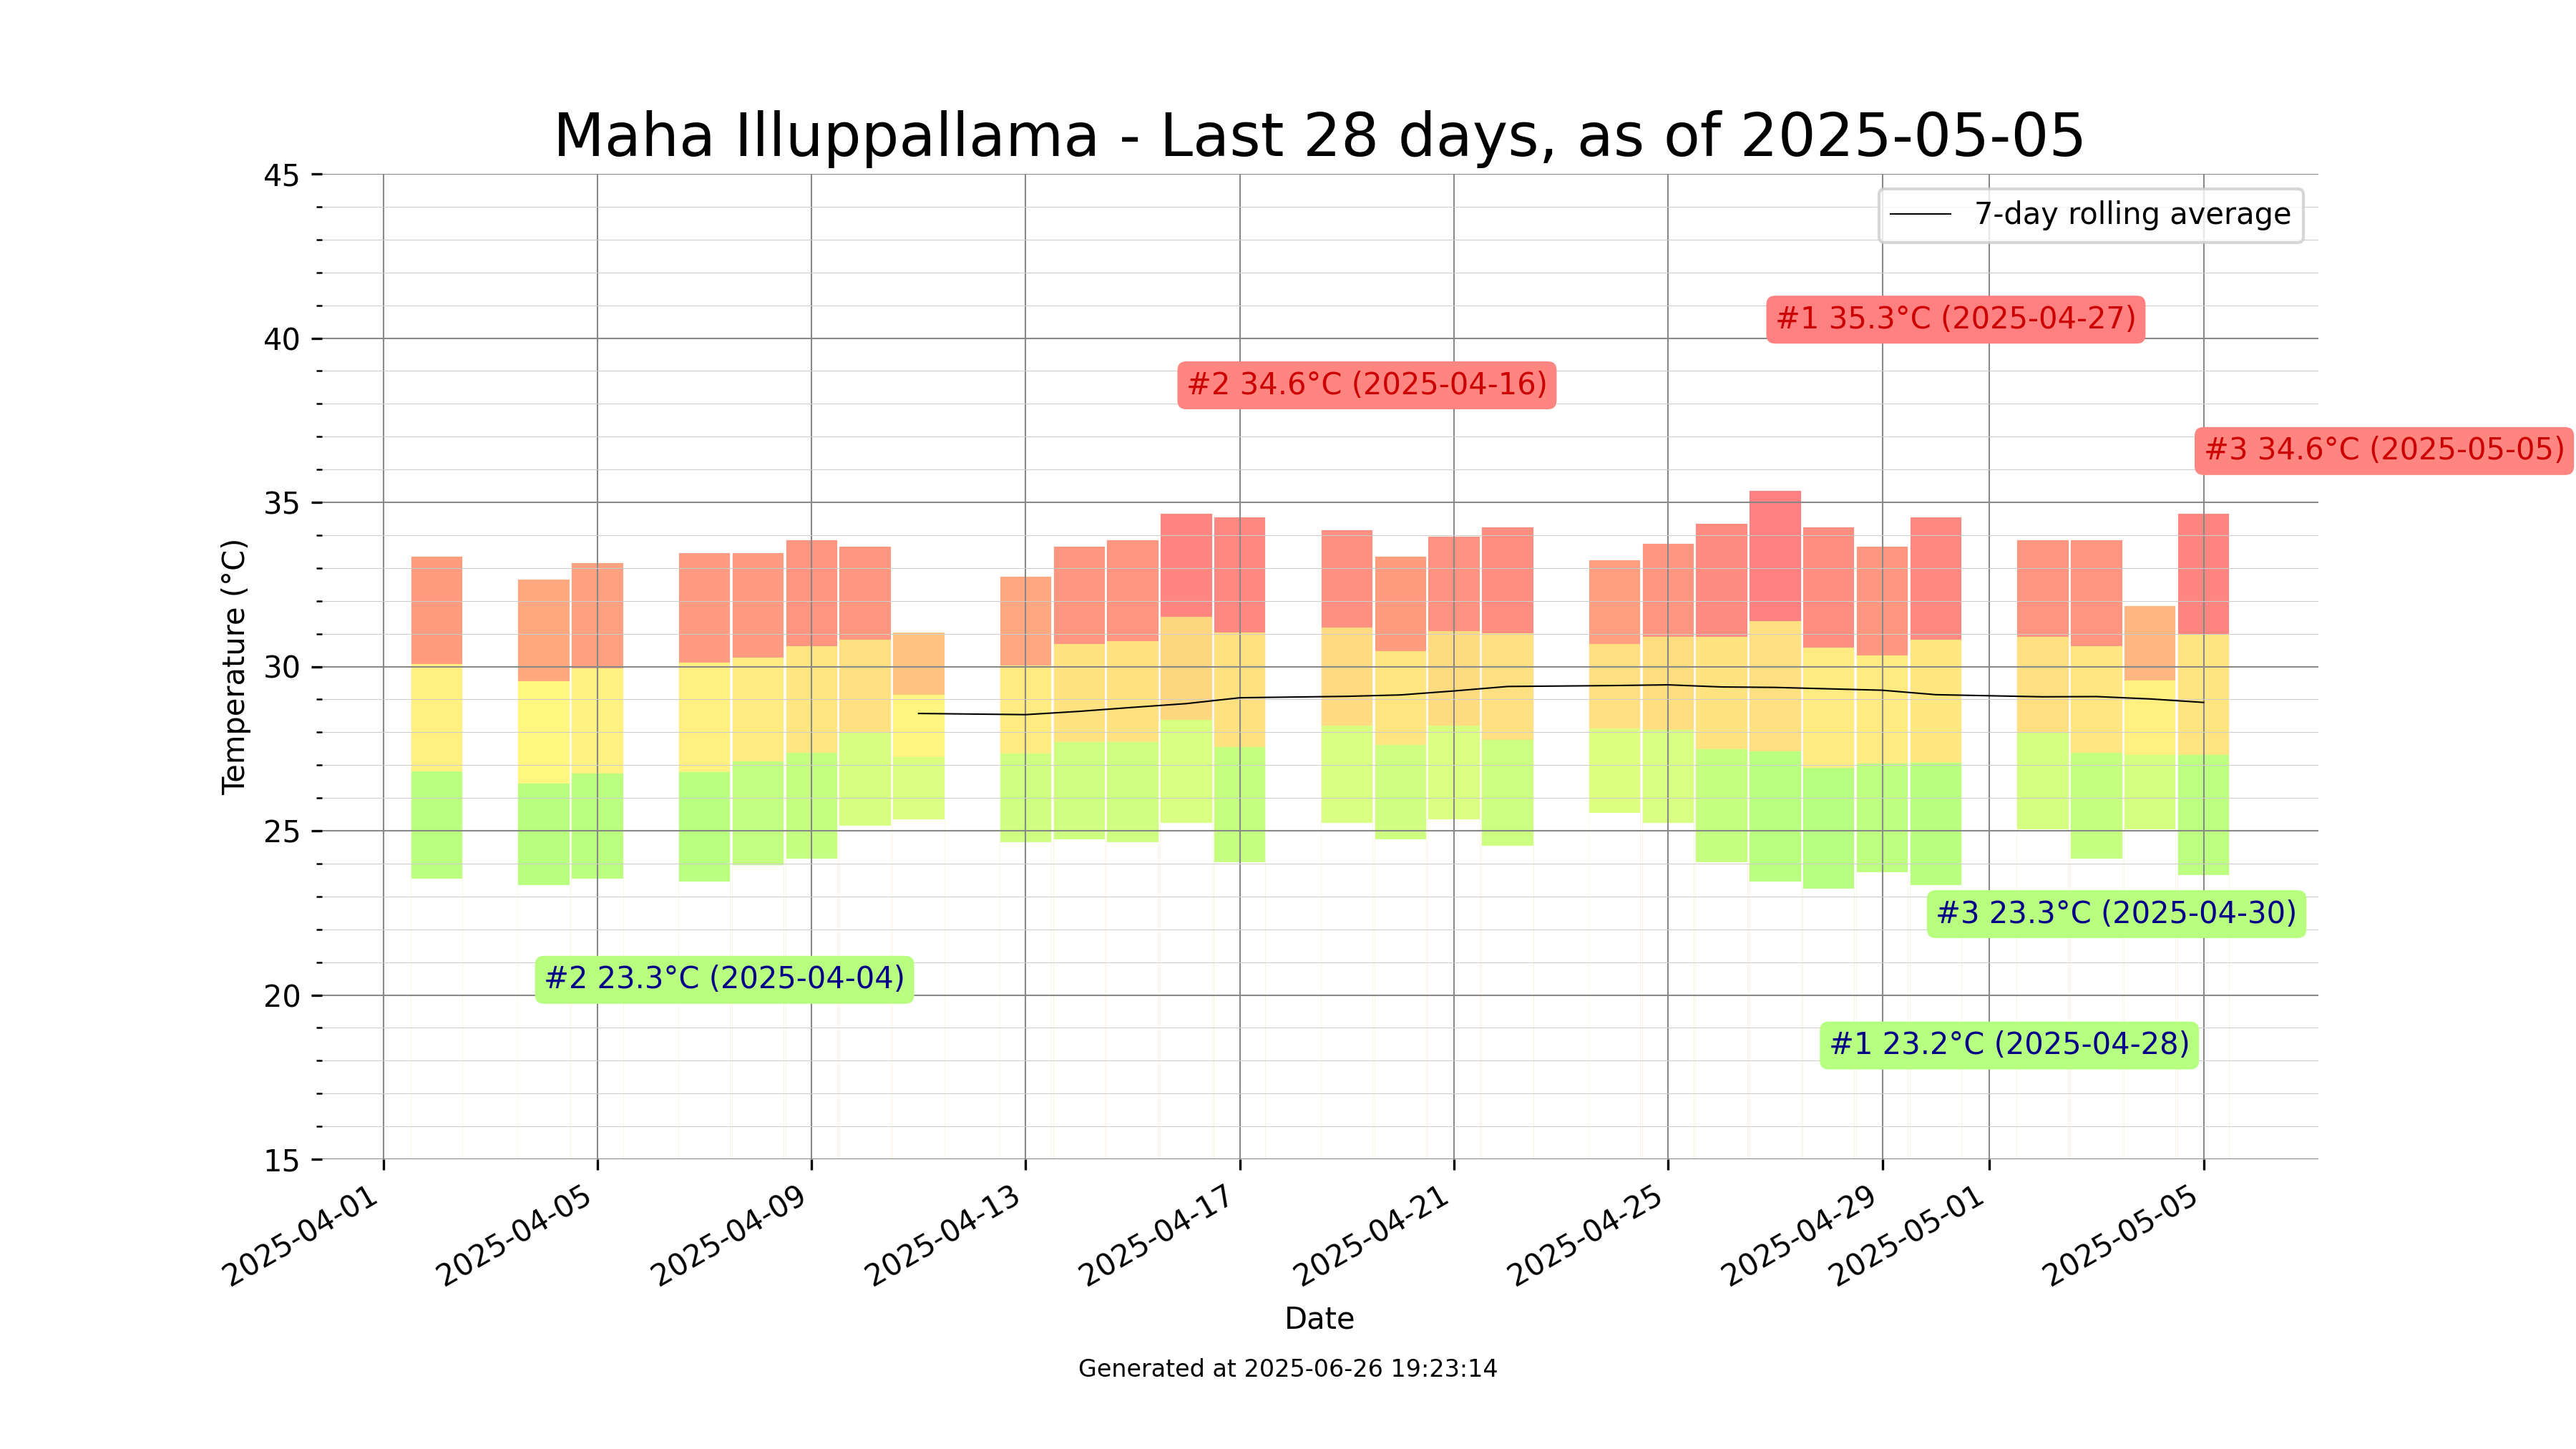 Maha Illuppallama - Last 28 days, as of 2025-05-05
45
7-day rolling average
#1 35.3°C (2025-04-27)
40
#2 34.6°C (2025-04-16)
#3 34.6°C (2025-05-05)
35
30
Temperature (°C)
25
#3 23.3°C (2025-04-30)
#2 23.3°C (2025-04-04)
20
#1 23.2°C (2025-04-28)
15
2025-04-01
2025-04-05
2025-04-09
2025-04-13
2025-04-17
2025-04-21
2025-04-25
2025-04-29
2025-05-01
2025-05-05
Date
Generated at 2025-06-26 19:23:14